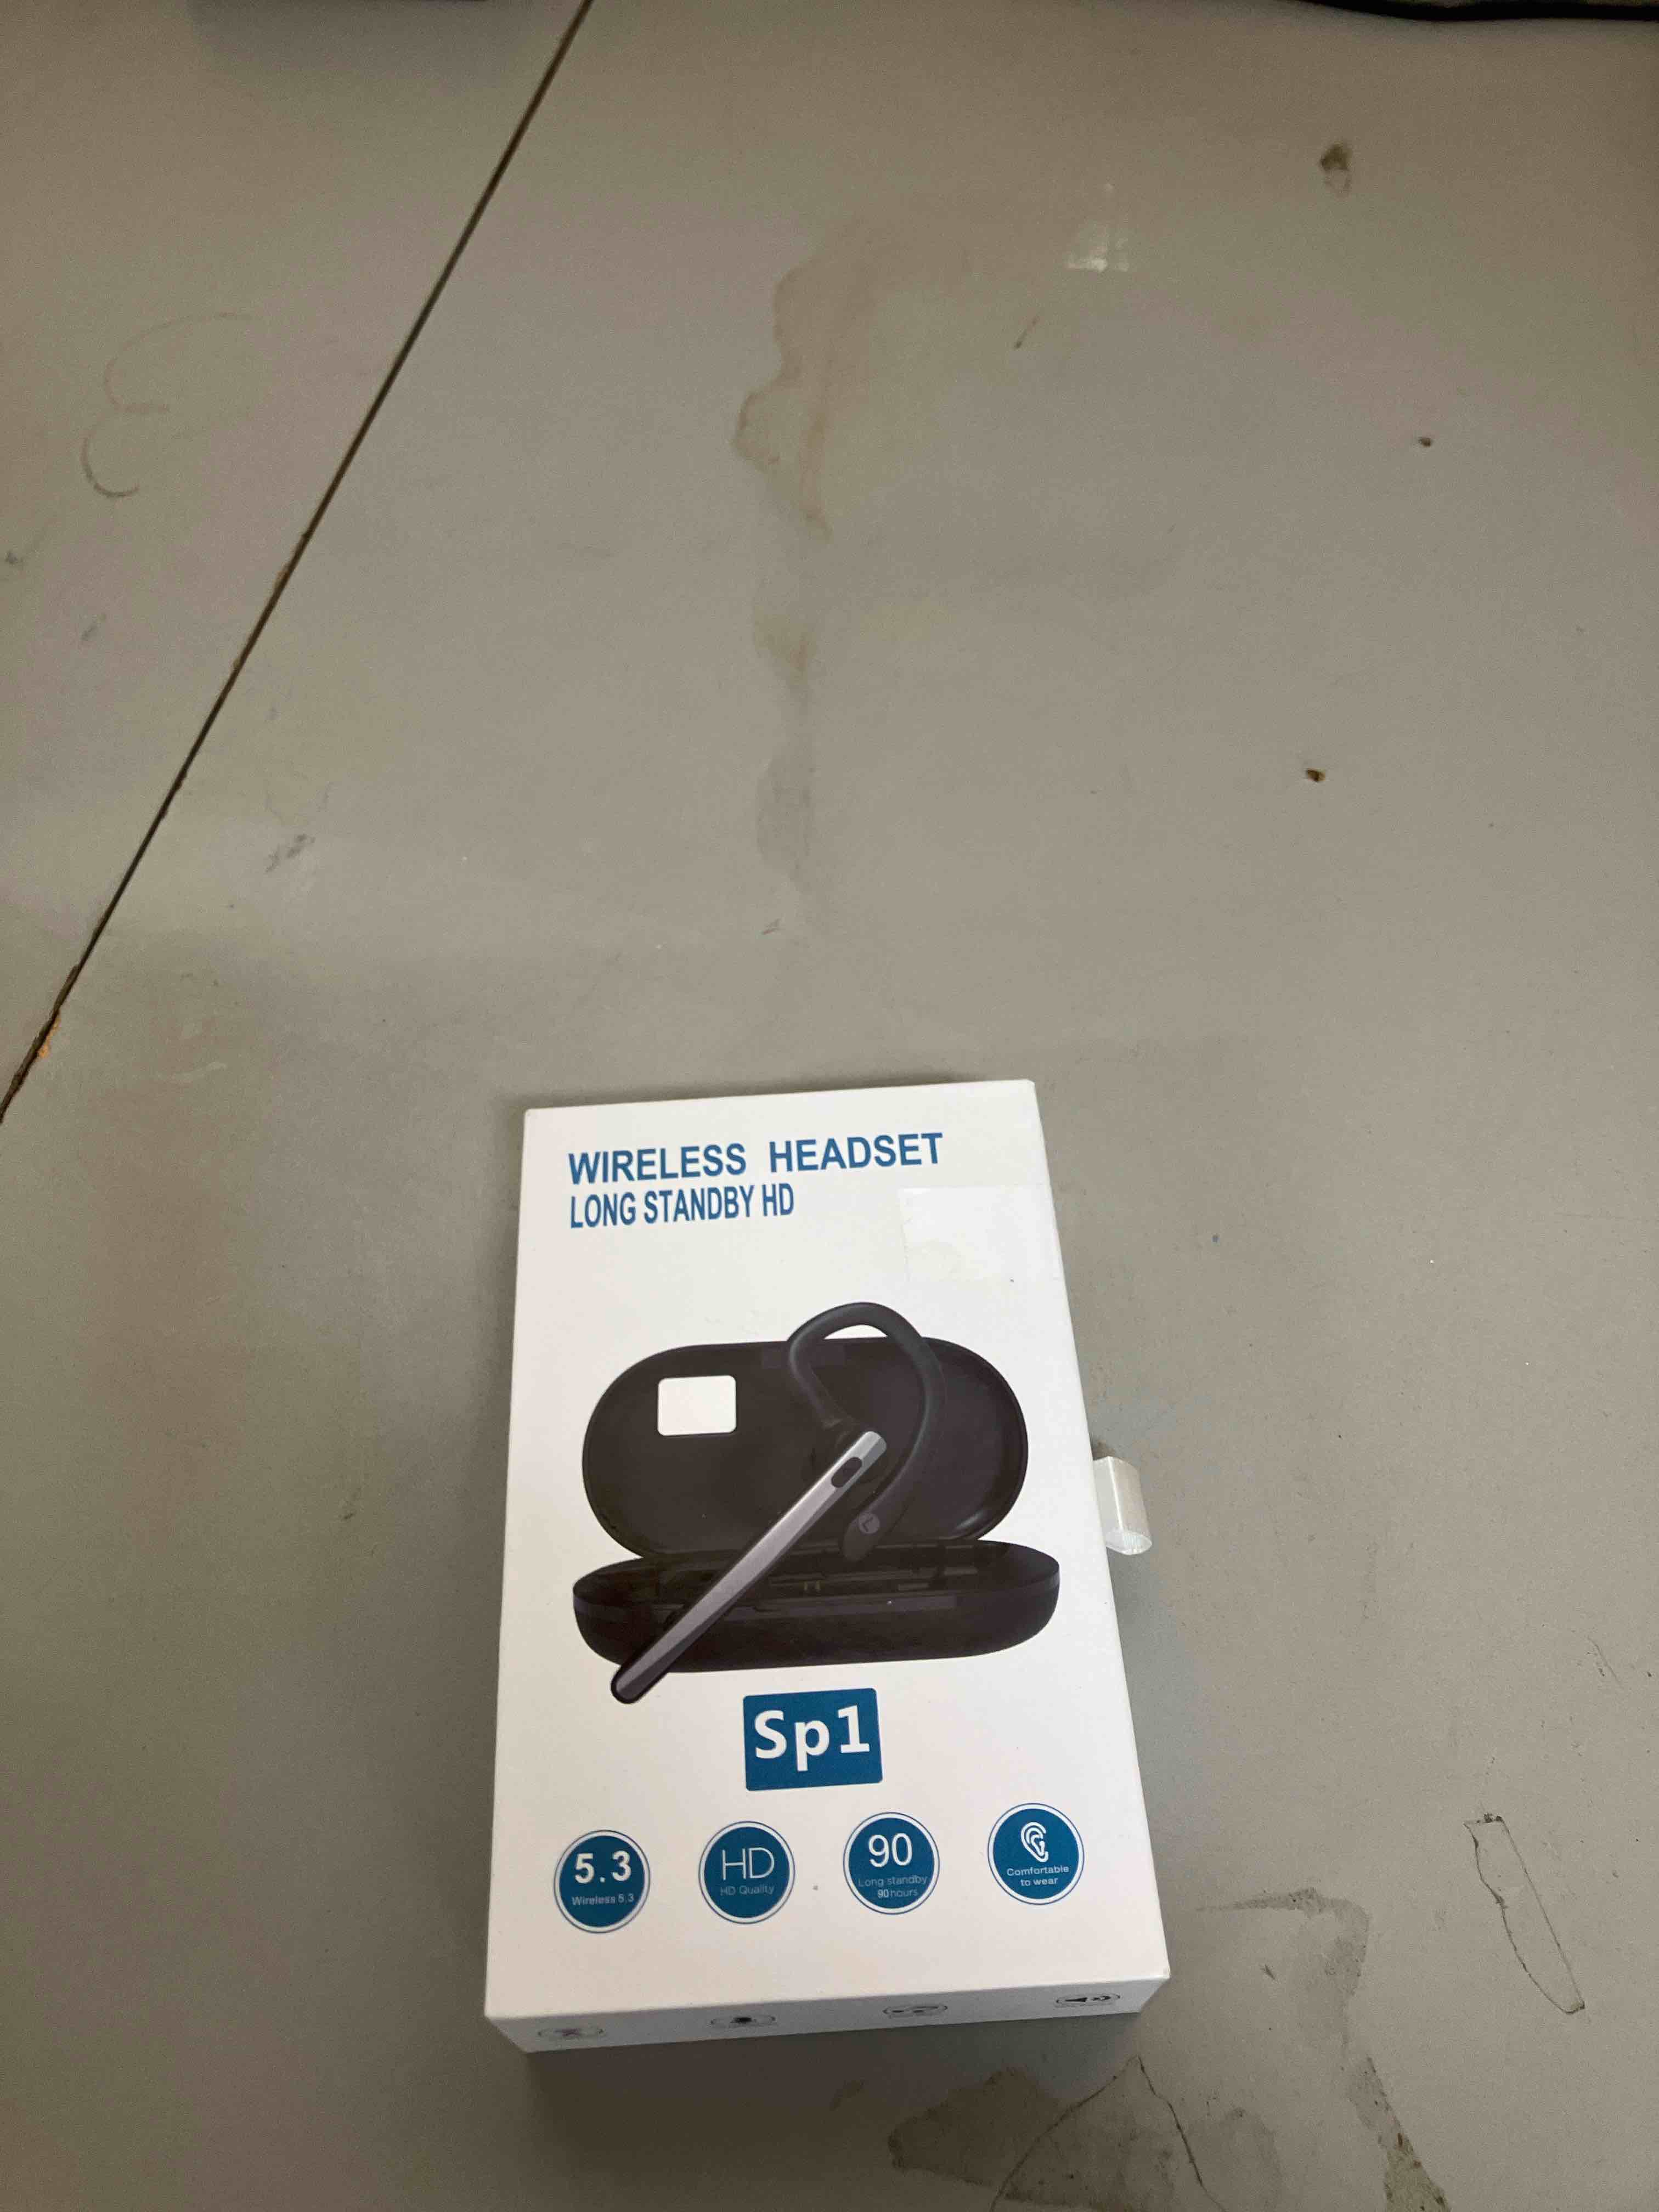 WIRELESS HEADSET
LONG STANDBY HD
Sp1
5.3
Wireless 5.3
HD
HD Quality
90
Long standby
90hours
Comfortable
to wear